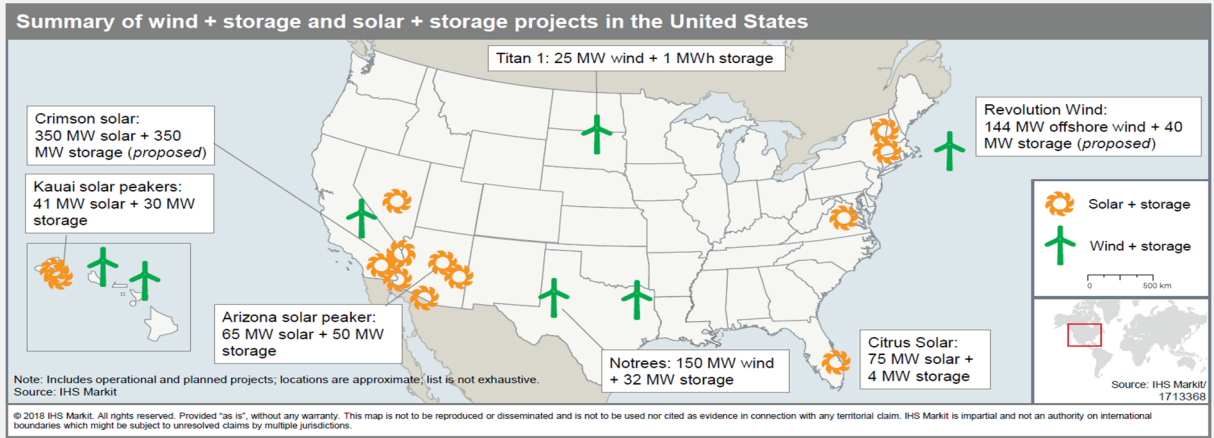 Summary of wind + storage and solar + storage projects in the United States
Titan 1: 25 MW wind + 1 MWh storage
Crimson solar:
350 MW solar + 350
MW storage (proposed)
Revolution Wind:
144 MW offshore wind + 40
MW storage (proposed)
Kauai solar peakers:
41 MW solar + 30 MW
storage
Solar + storage
Wind + storage
0 500 km
Arizona solar peaker:
65 MW solar + 50 MW
storage
Notrees: 150 MW wind
+ 32 MW storage
Citrus Solar:
75 MW solar +
4 MW storage
Note: Includes operational and planned projects; locations are approximate; list is not exhaustive.
Source: IHS Markit
Source: IHS Markit/
1713368
© 2018 IHS Markit. All rights reserved. Provided “as is”, without any warranty. This map is not to be reproduced or disseminated and is not to be used nor cited as evidence in connection with any territorial claim. IHS Markit is impartial and not an authority on international
boundaries which might be subject to unresolved claims by multiple jurisdictions.